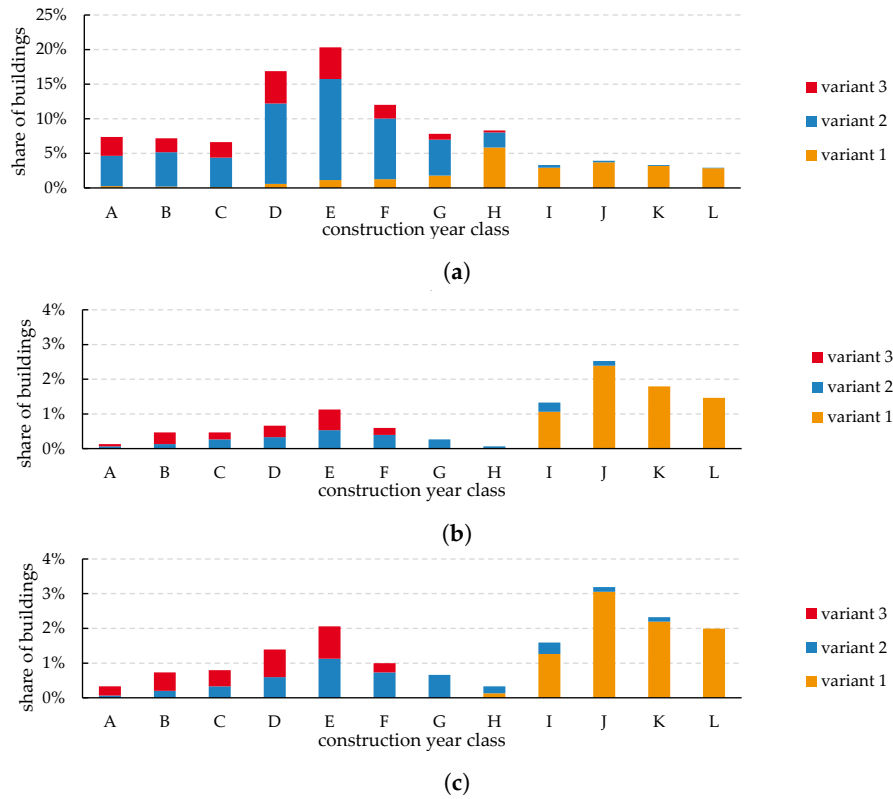 25%
20%
15%
10%
5%
0%
share of buildings
A B C D E F G H I J K L
construction year class
variant 3
variant 2
variant 1
(a)
4%
3%
2%
1%
0%
share of buildings
A B C D E F G H I J K L
construction year class
variant 3
variant 2
variant 1
(b)
4%
3%
2%
1%
0%
share of buildings
A B C D E F G H I J K L
construction year class
variant 3
variant 2
variant 1
(c)